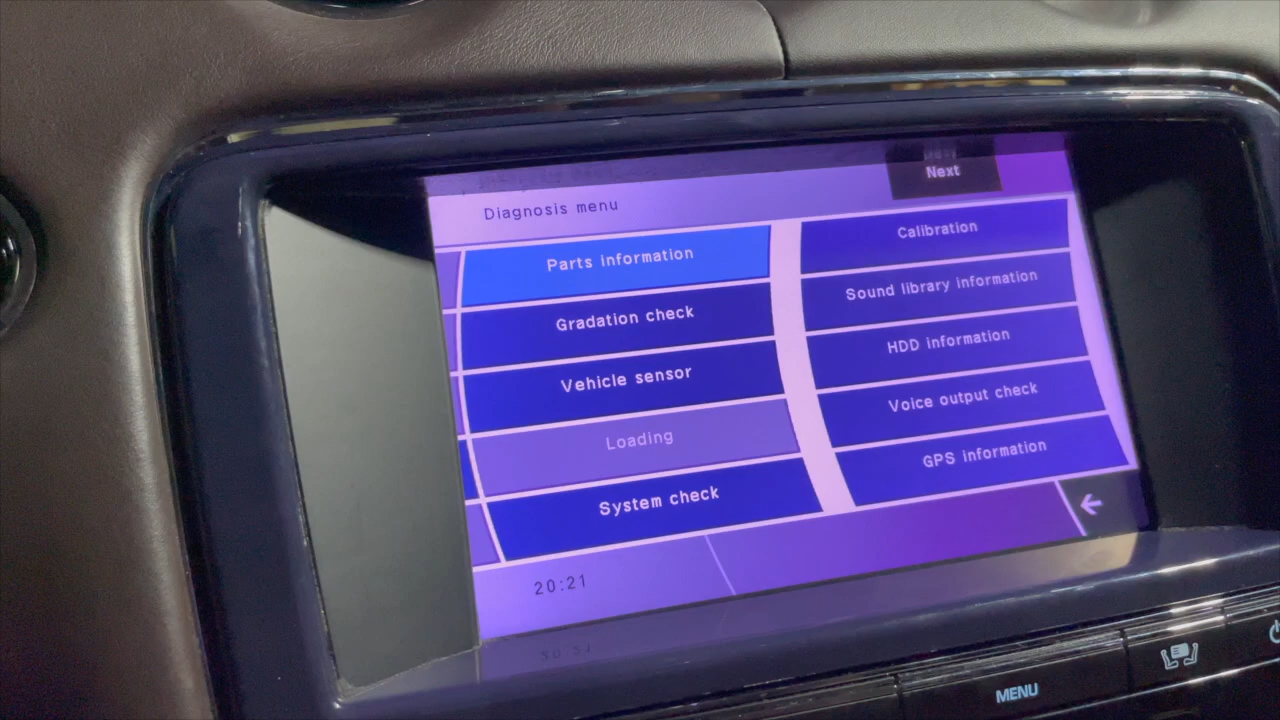 Next
Diagnosis menu
Parts information
Calibration
Gradation check
Sound library information
Vehicle sensor
HDD information
Loading
Voice output check
System check
GPS information
20:21
MENU